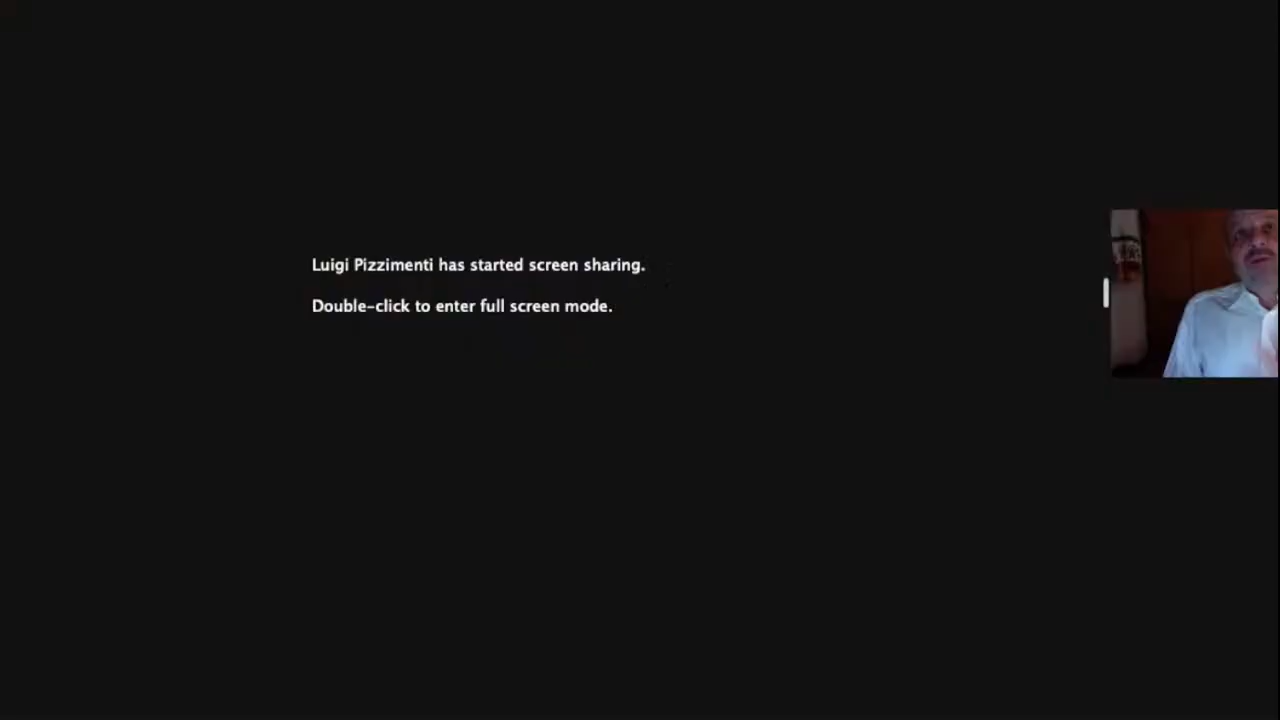 Luigi Pizzimenti has started screen sharing.
Double-click to enter full screen mode.